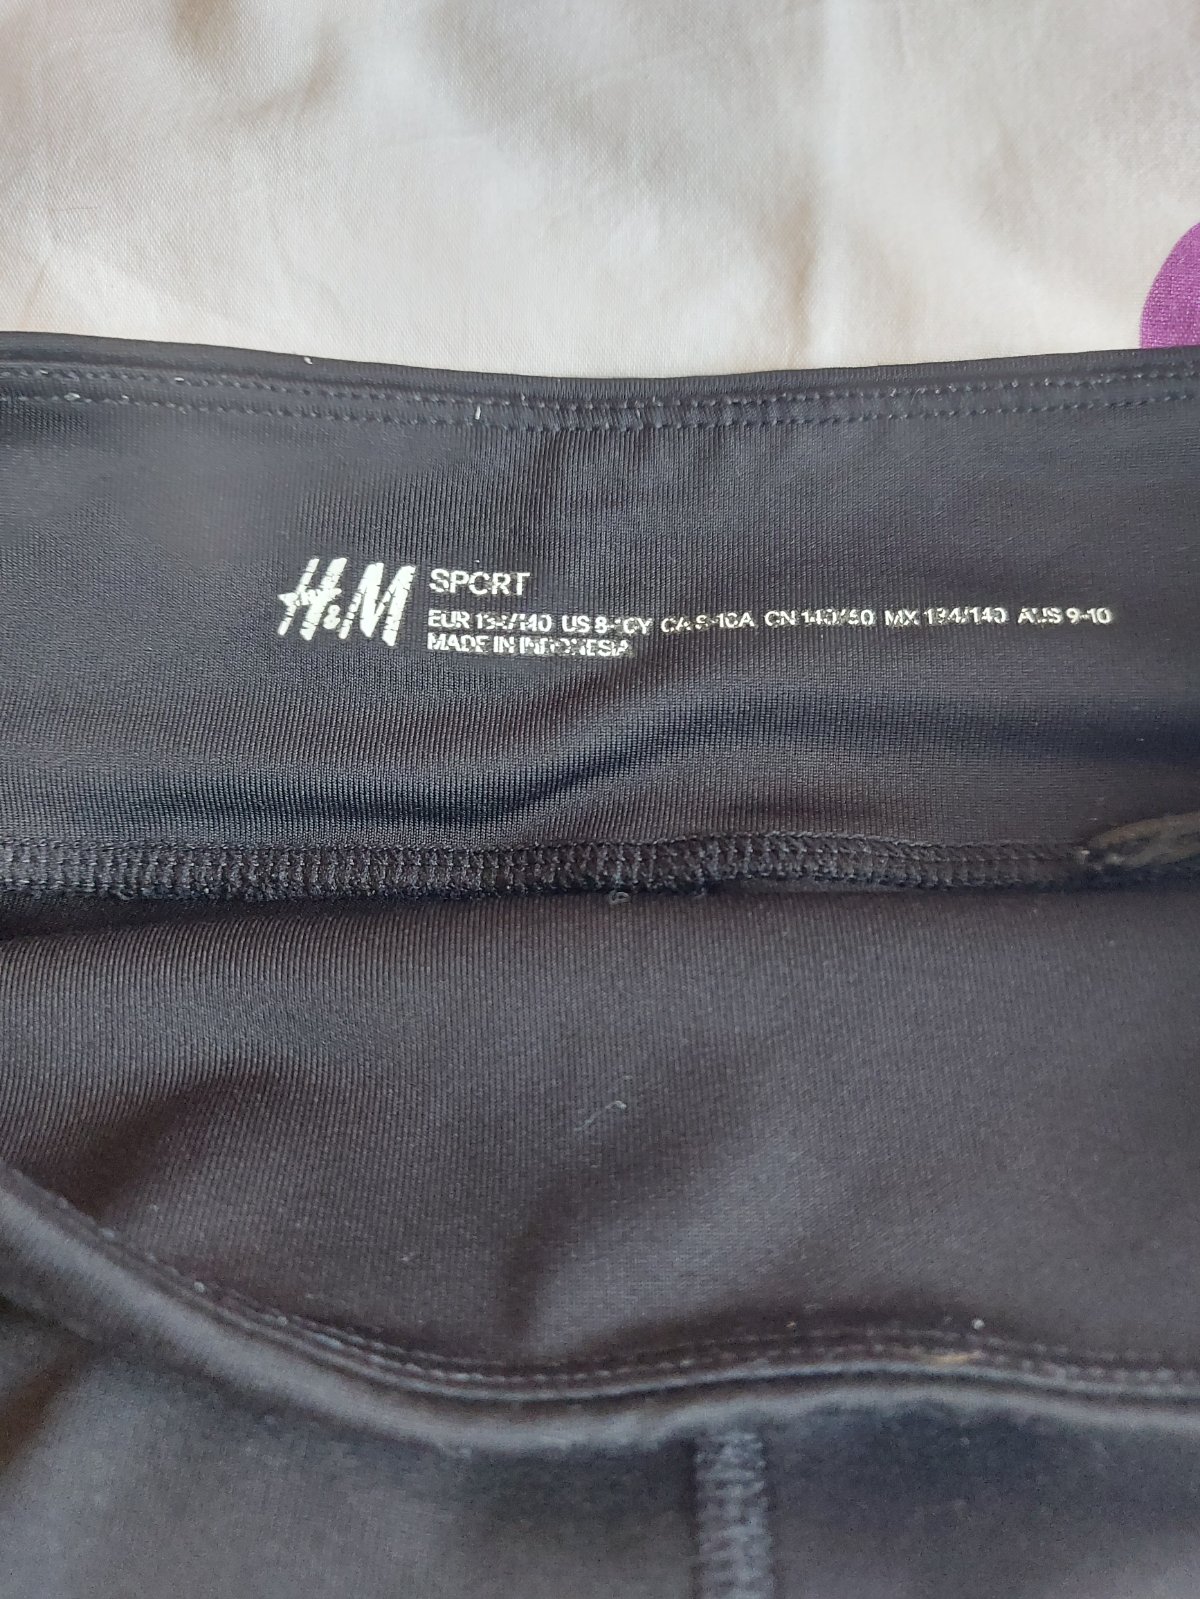 H&M SPORT
EUR 134/140 US 8-10Y CA 8-10A CN 140/60 MX 134/140 AUS 9-10
MADE IN INDONESIA